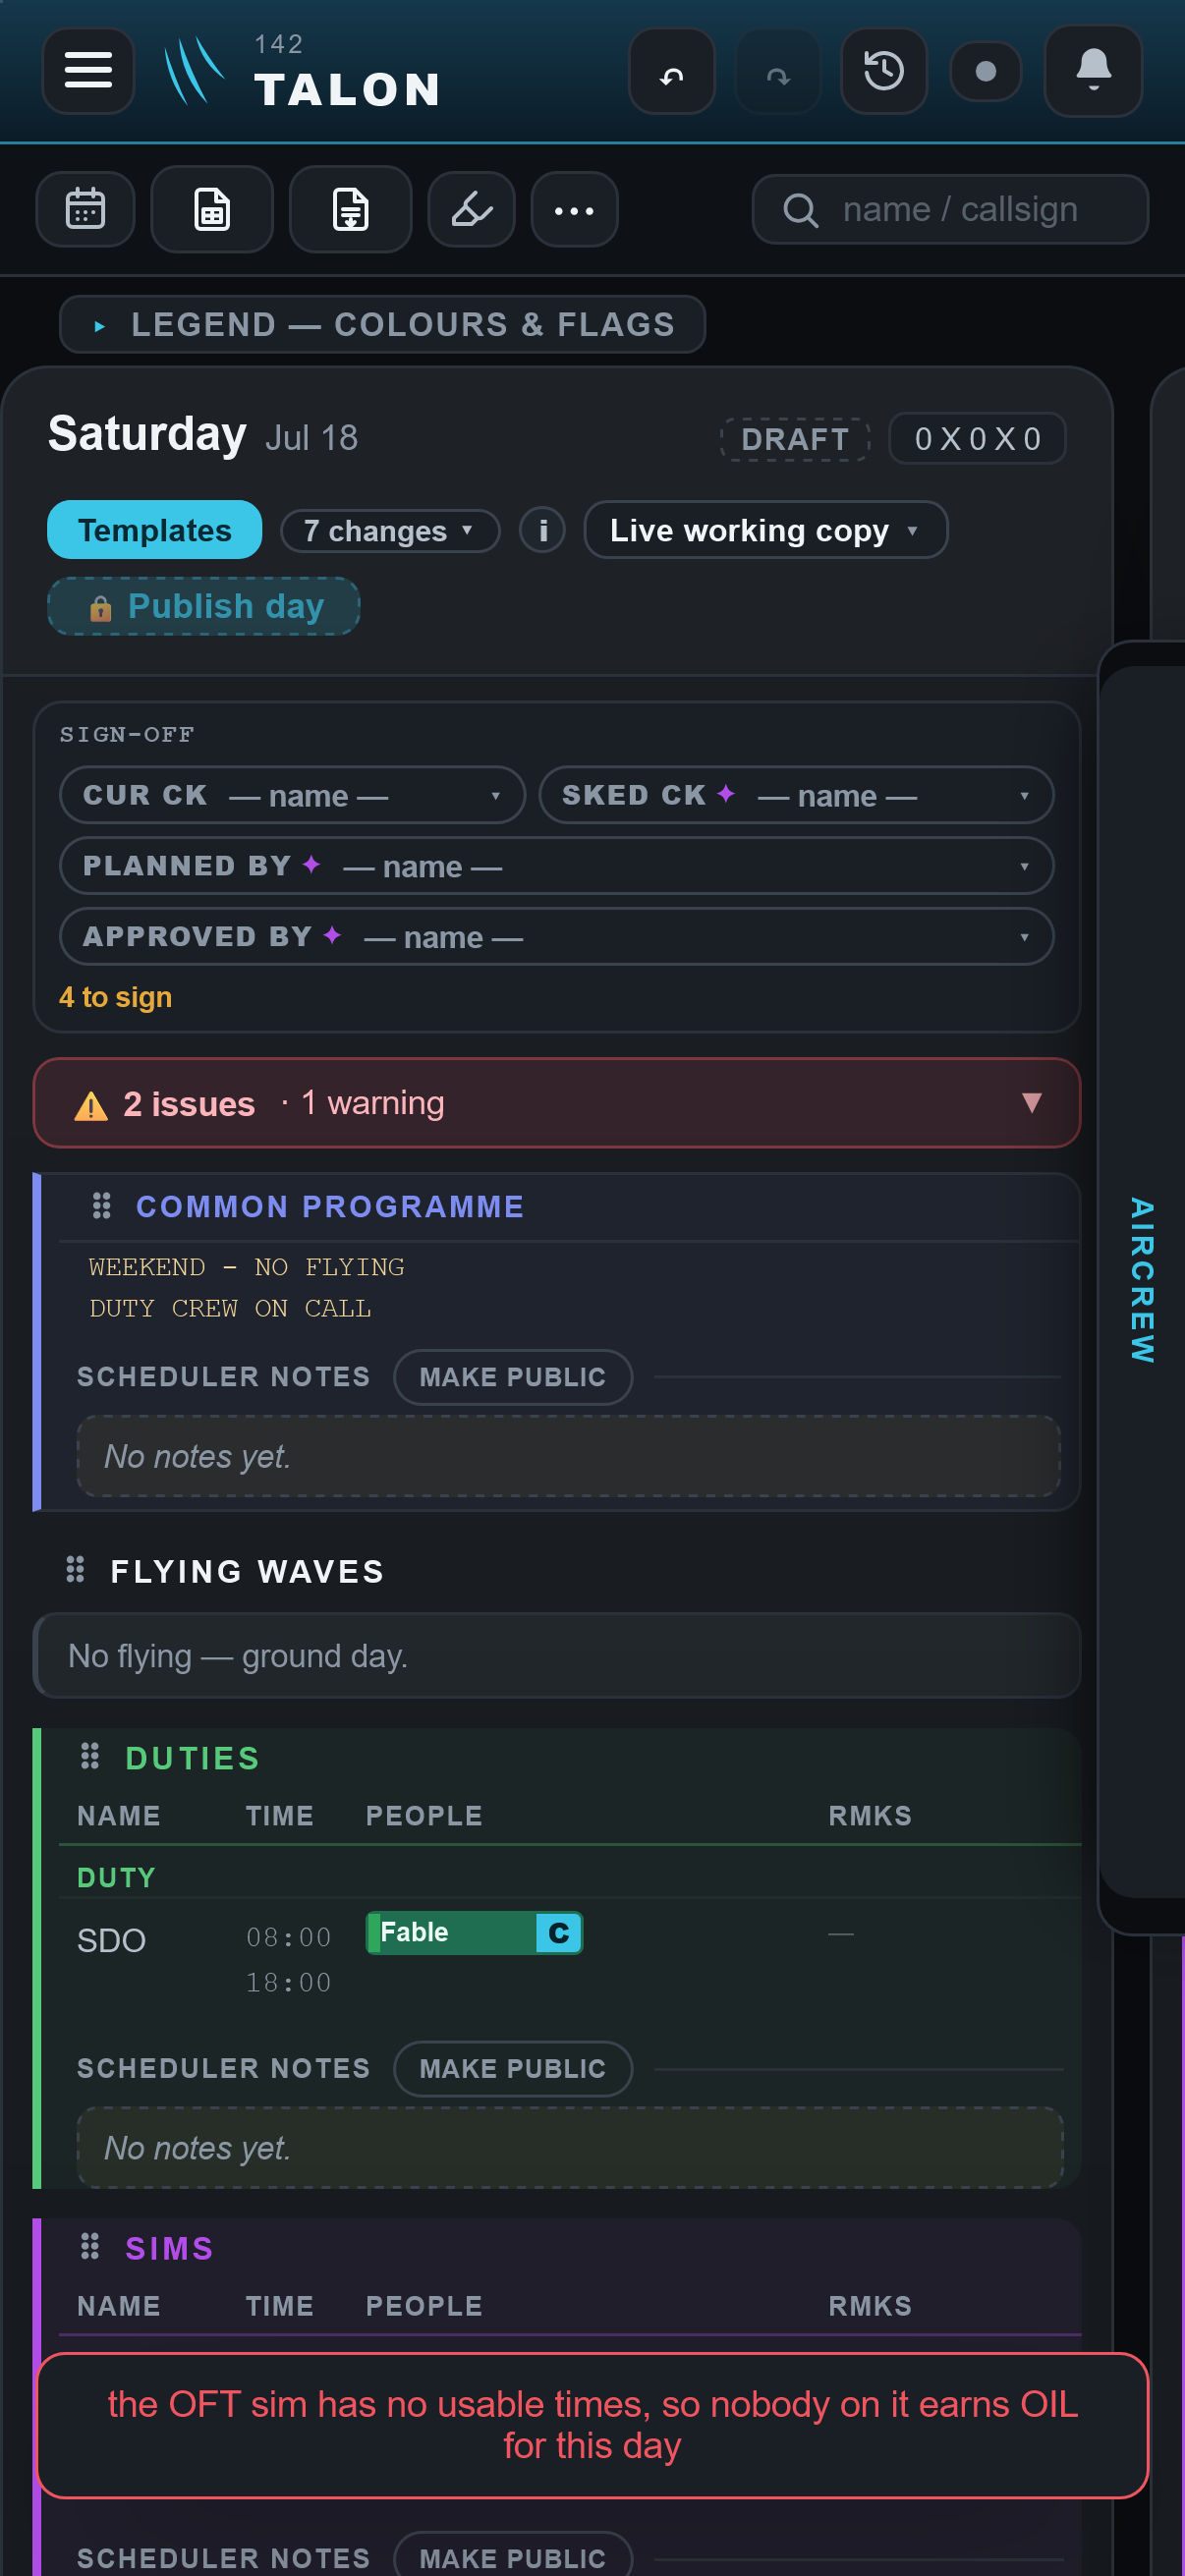 142
TALON
name / callsign
LEGEND — COLOURS & FLAGS
Saturday Jul 18
DRAFT
0 X 0 X 0
Templates
7 changes
i
Live working copy
Publish day
SIGN-OFF
CUR CK — name —
SKED CK — name —
PLANNED BY — name —
APPROVED BY — name —
4 to sign
2 issues · 1 warning
COMMON PROGRAMME
WEEKEND - NO FLYING
DUTY CREW ON CALL
SCHEDULER NOTES MAKE PUBLIC
No notes yet.
AIRCREW
FLYING WAVES
No flying — ground day.
DUTIES
NAME TIME PEOPLE RMKS
DUTY
SDO 08:00 Fable C —
18:00
SCHEDULER NOTES MAKE PUBLIC
No notes yet.
SIMS
NAME TIME PEOPLE RMKS
the OFT sim has no usable times, so nobody on it earns OIL
for this day
SCHEDULER NOTES MAKE PUBLIC